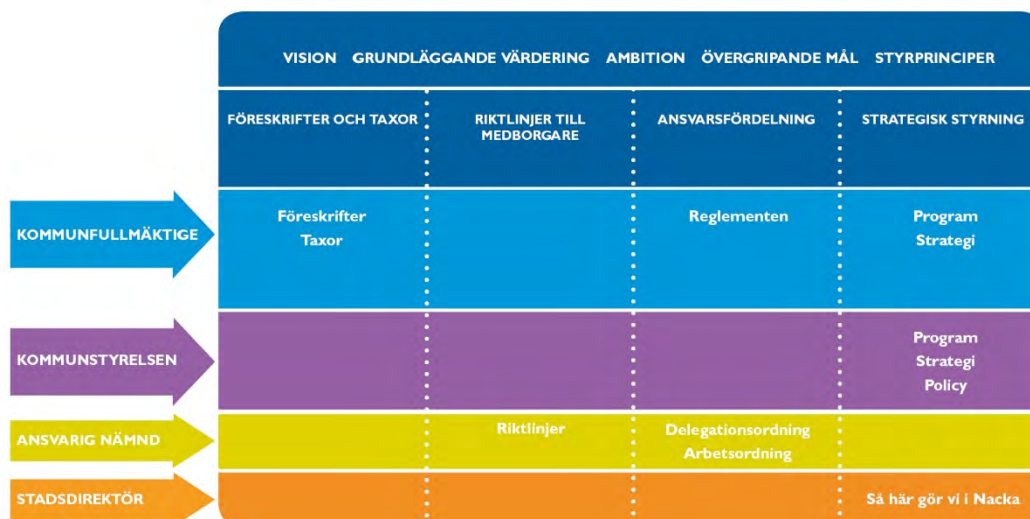 VISION GRUNDLÄGGANDE VÄRDERING AMBITION ÖVERGRIPANDE MÅL STYRPRINCIPER
FÖRESKRIFTER OCH TAXOR
RIKTLINJER TILL
MEDBORGARE
ANSVARSFÖRDELNING
STRATEGISK STYRNING
KOMMUNFULLMÄKTIGE
Föreskrifter
Taxor
Reglementen
Program
Strategi
KOMMUNSTYRELSEN
Program
Strategi
Policy
ANSVARIG NÄMND
Riktlinjer
Delegationsordning
Arbetsordning
STADSDIREKTÖR
Så här gör vi i Nacka